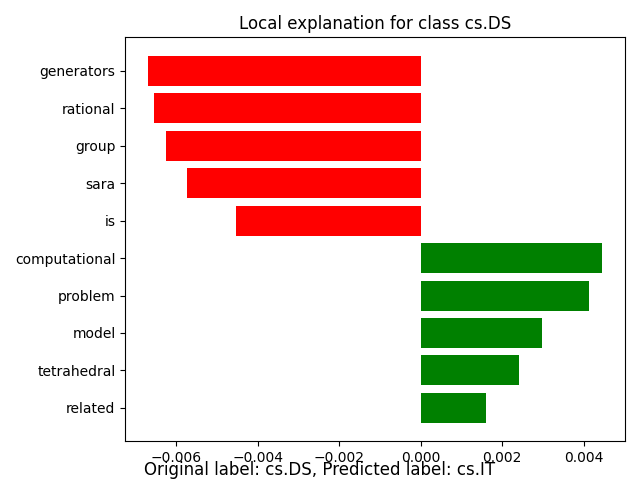 Local explanation for class cs.DS
generators
rational
group
sara
is
computational
problem
model
tetrahedral
related
−0.006 −0.004 −0.002 0.000 0.002 0.004
Original label: cs.DS, Predicted label: cs.IT